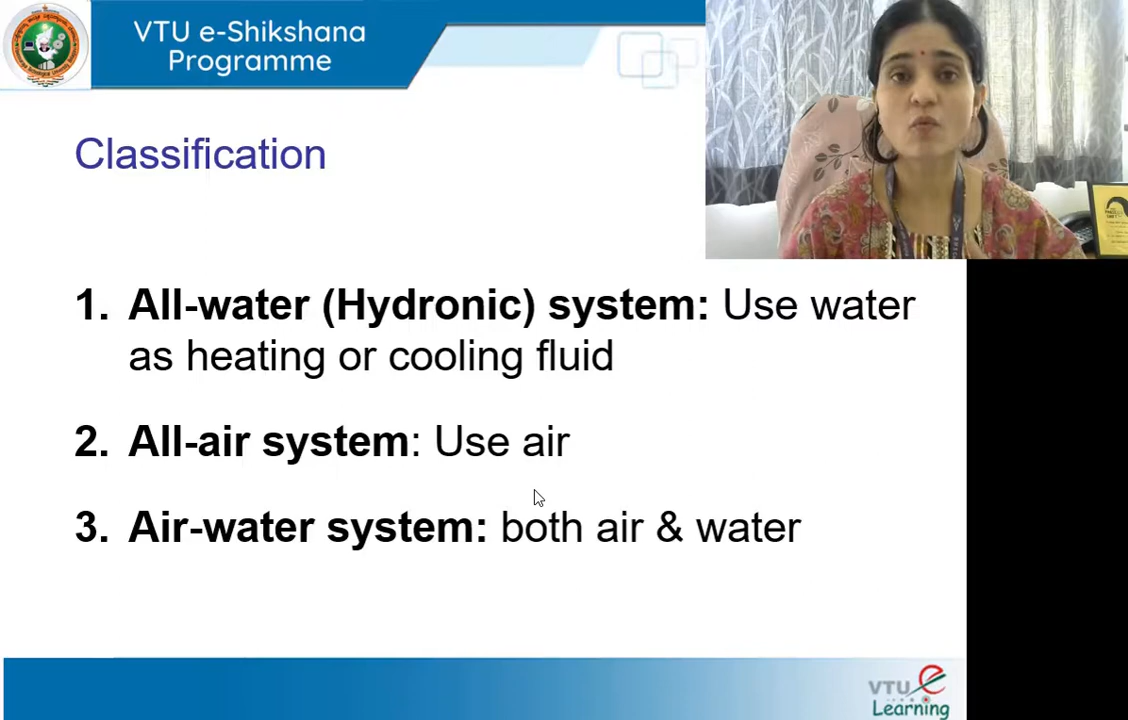 VTU e-Shikshana
Programme
Classification
1. All-water (Hydronic) system: Use water
as heating or cooling fluid
2. All-air system: Use air
3. Air-water system: both air & water
VTU e
Learning